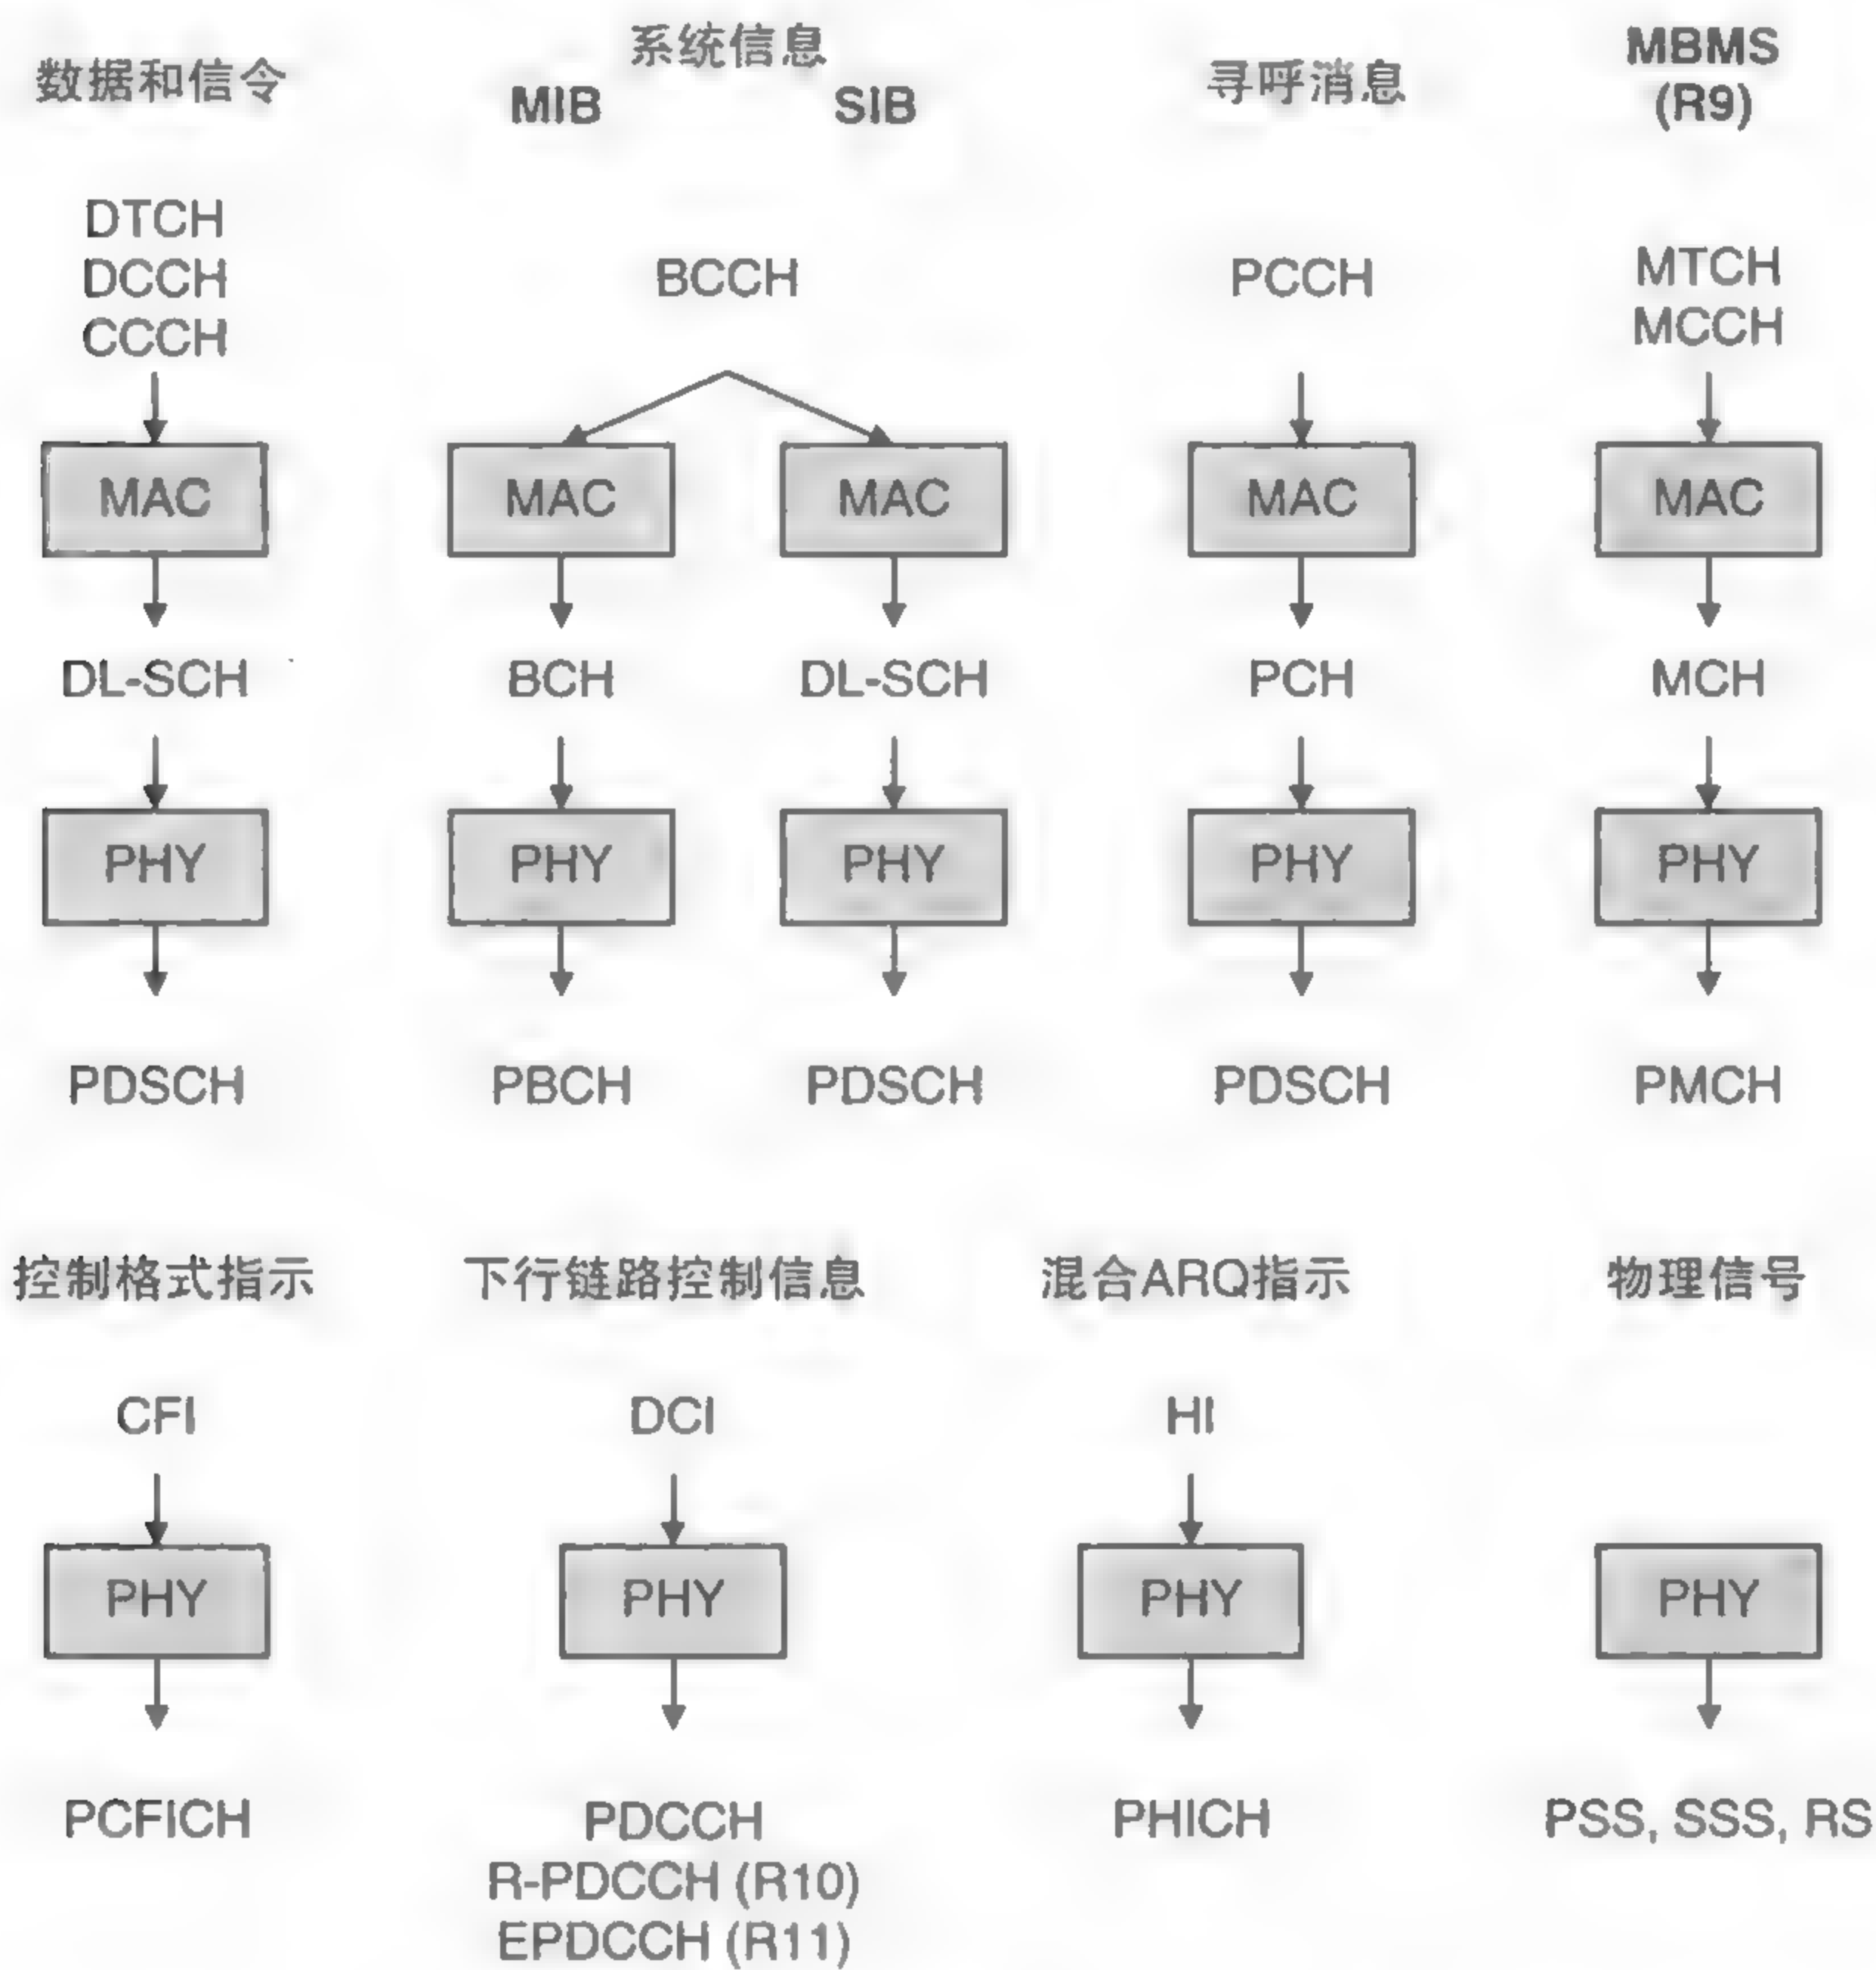 数据和信令
系统信息
MIB SIB
寻呼消息
MBMS
(R9)
DTCH
DCCH
CCCH
BCCH
PCCH
MTCH
MCCH
MAC MAC MAC MAC MAC
DL-SCH BCH DL-SCH PCH MCH
PHY PHY PHY PHY PHY
PDSCH PBCH PDSCH PDSCH PMCH
控制格式指示 下行链路控制信息 混合ARQ指示 物理信号
CFI DCI HI
PHY PHY PHY PHY
PCFICH
PDCCH
R-PDCCH (R10)
EPDCCH (R11)
PHICH
PSS, SSS, RS